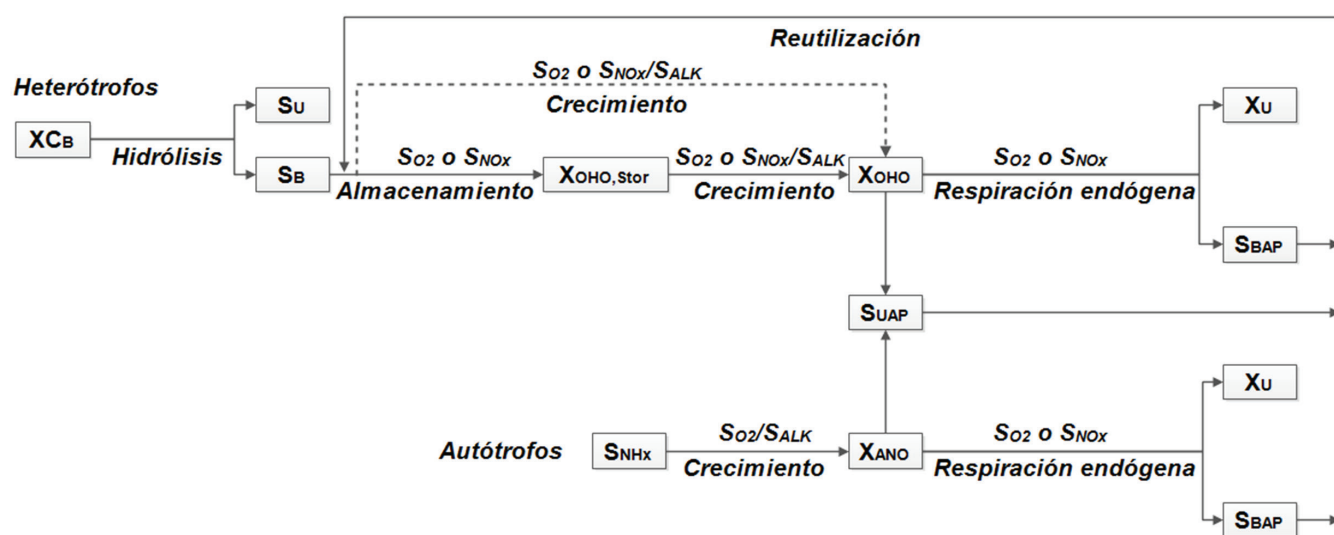 Reutilización
SO2 o SNOx/SALK
Crecimiento
Heterótrofos
SU
XU
XCB
Hidrólisis
SB
SO2 o SNOx
Almacenamiento
XOHO,Stor
SO2 o SNOx/SALK
Crecimiento
XOHO
SO2 o SNOx
Respiración endógena
SBAP
SUAP
XU
Autótrofos
SNHx
SO2/SALK
Crecimiento
XANO
SO2 o SNOx
Respiración endógena
SBAP